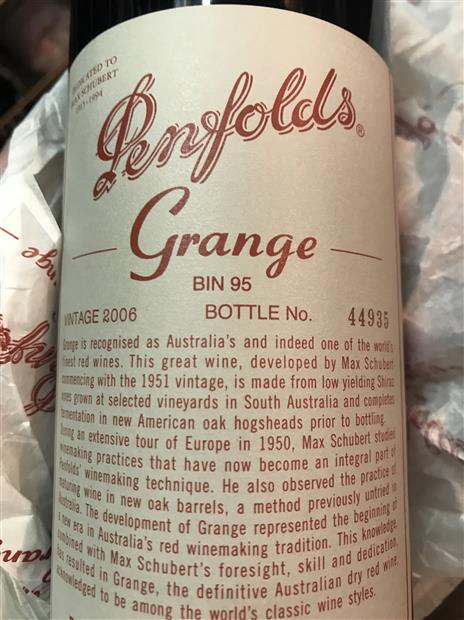 DEDICATED TO
MAX SCHUBERT
1915-1994
Penfolds®
Grange
BIN 95
VINTAGE 2006 BOTTLE No. 44935
Grange is recognised as Australia's and indeed one of the world's
finest red wines. This great wine, developed by Max Schubert
commencing with the 1951 vintage, is made from low yielding Shiraz
vines grown at selected vineyards in South Australia and completes
fermentation in new American oak hogsheads prior to bottling.
During an extensive tour of Europe in 1950, Max Schubert studied
winemaking practices that have now become an integral part of
Penfolds' winemaking technique. He also observed the practice of
maturing wine in new oak barrels, a method previously untried in
Australia. The development of Grange represented the beginning of
a new era in Australia's red winemaking tradition. This knowledge,
combined with Max Schubert's foresight, skill and dedication,
has resulted in Grange, the definitive Australian dry red wine,
acknowledged to be among the world's classic wine styles.